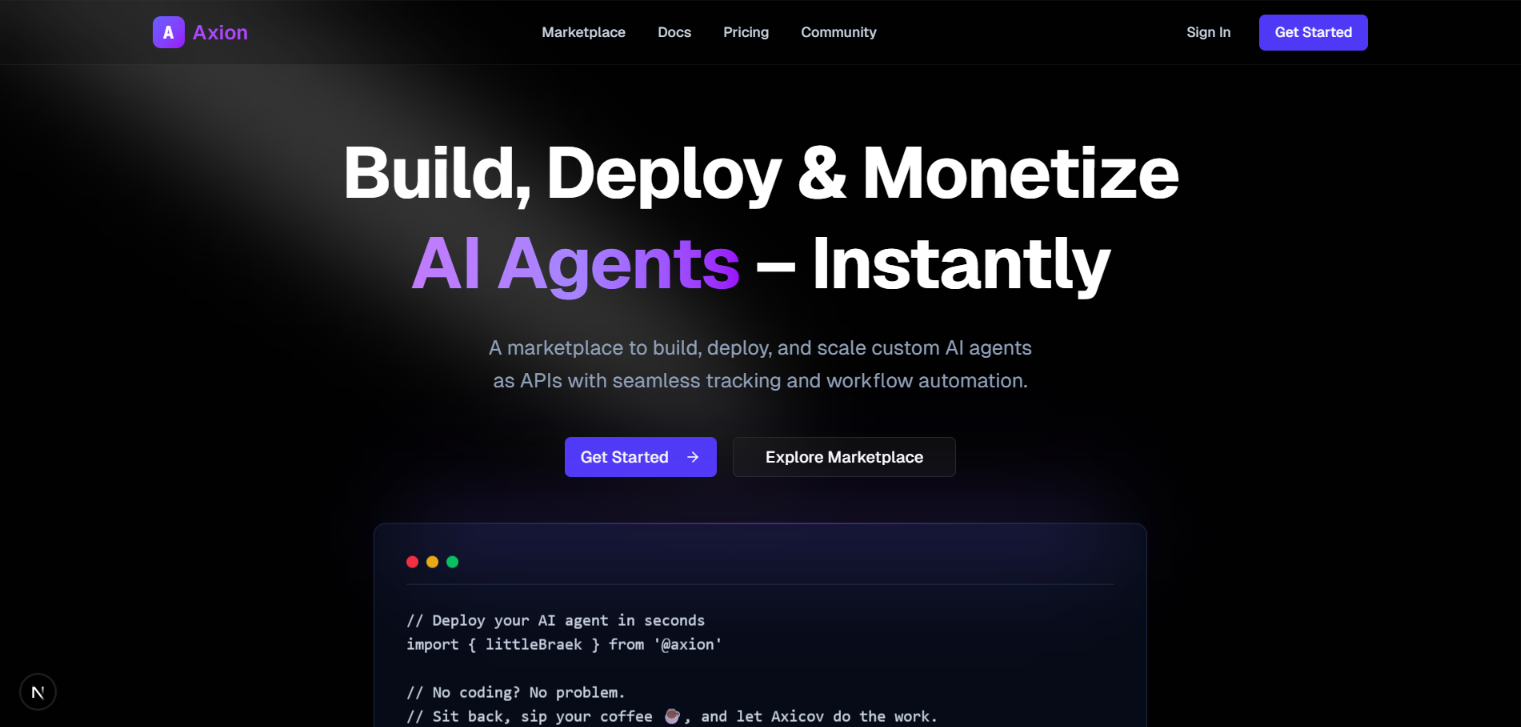 A Axion
Marketplace Docs Pricing Community
Sign In Get Started
Build, Deploy & Monetize
AI Agents – Instantly
A marketplace to build, deploy, and scale custom AI agents
as APIs with seamless tracking and workflow automation.
Get Started →
Explore Marketplace
// Deploy your AI agent in seconds
import { littleBraek } from '@axion'
// No coding? No problem.
// Sit back, sip your coffee ☕, and let Axicov do the work.
N